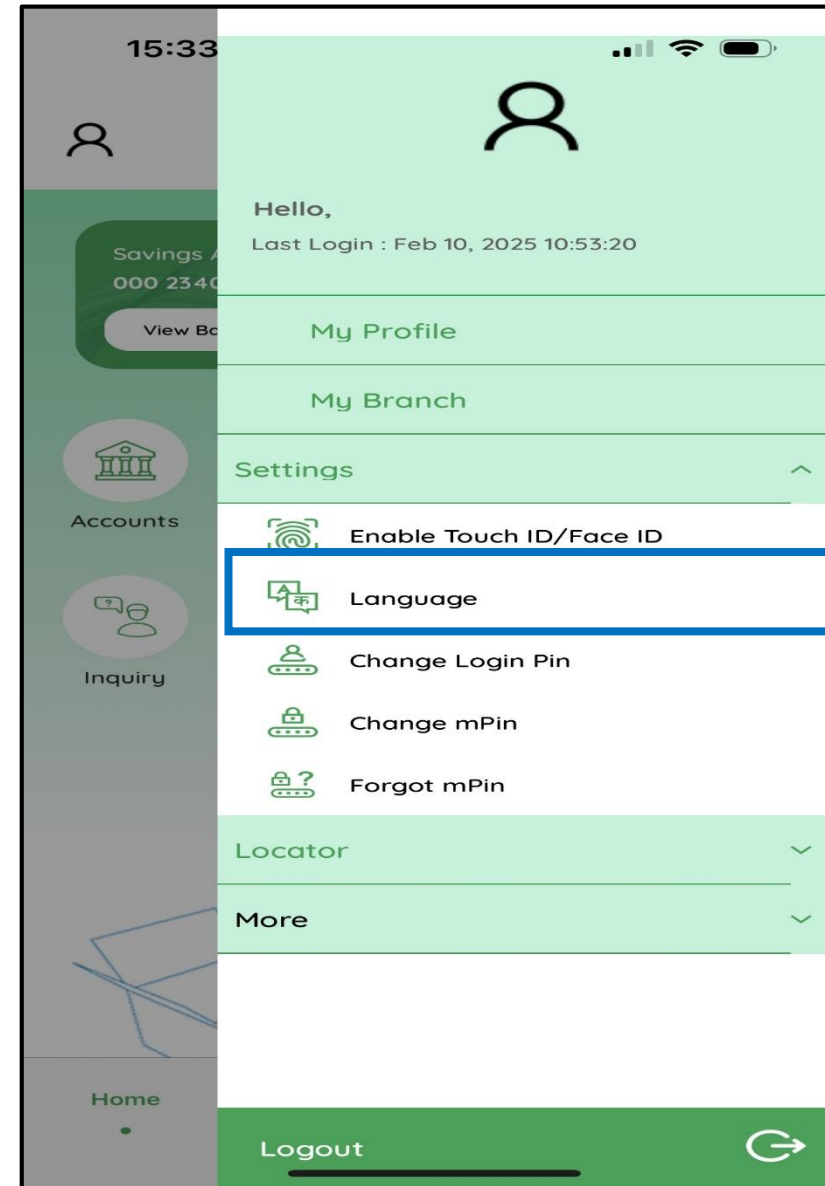 15:33
Hello,
Last Login : Feb 10, 2025 10:53:20
Savings
000 234
View
My Profile
My Branch
Settings
Accounts
Enable Touch ID/Face ID
A
क
Language
Inquiry
Change Login Pin
Change mPin
?
Forgot mPin
Locator
More
Home
Logout